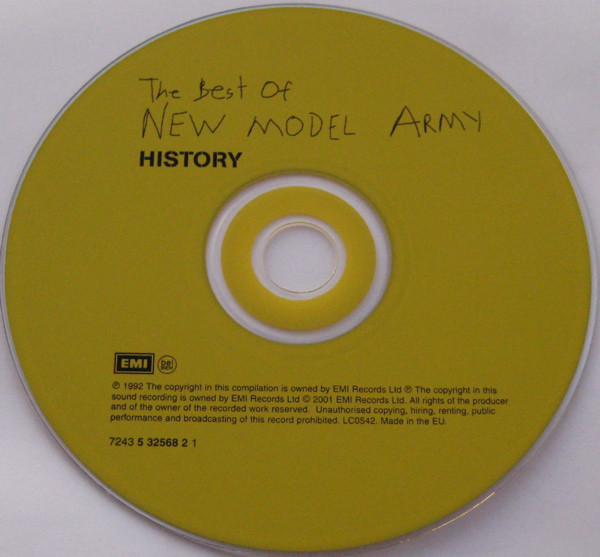 The Best Of
NEW MODEL ARMY
HISTORY
EMI
℗ 1992 The copyright in this compilation is owned by EMI Records Ltd ℗ The copyright in this
sound recording is owned by EMI Records Ltd © 2001 EMI Records Ltd. All rights of the producer
and of the owner of the recorded work reserved. Unauthorised copying, hiring, renting, public
performance and broadcasting of this record prohibited. LC0542. Made in the EU.
7243 5 32568 2 1